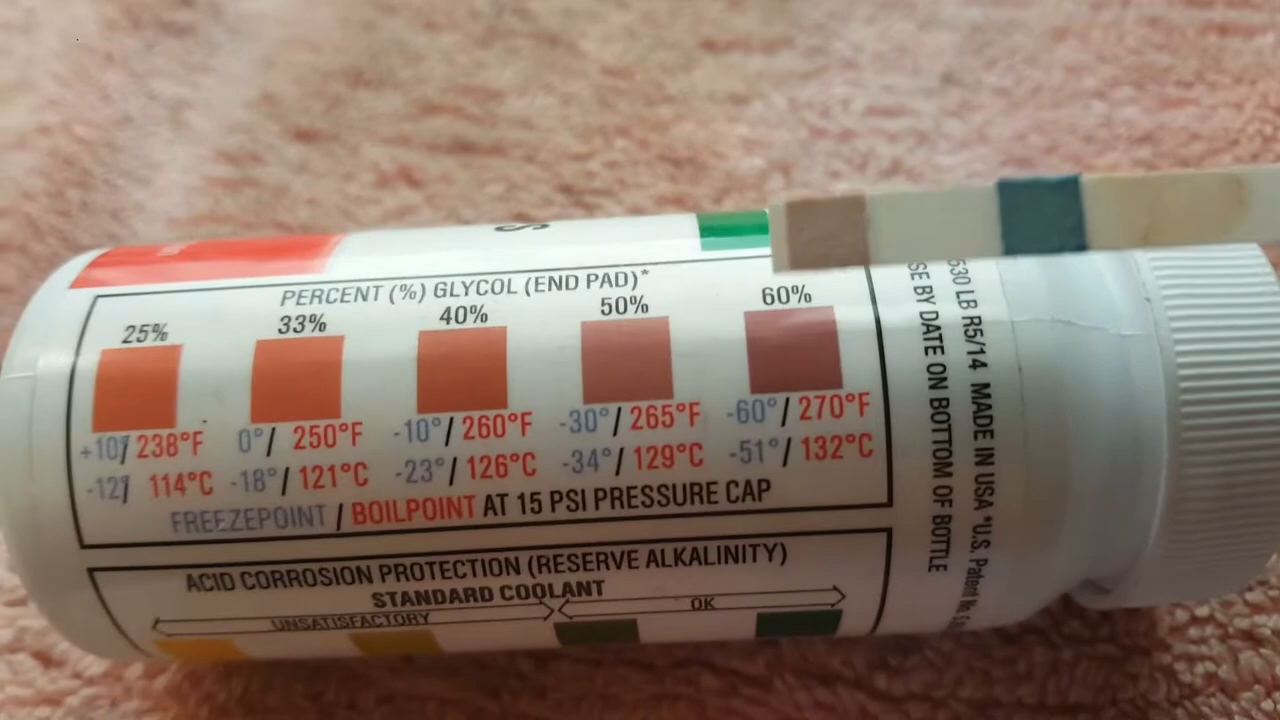 S
PERCENT (%) GLYCOL (END PAD)*
25% 33% 40% 50% 60%
+10°/ 238°F 0°/ 250°F -10°/ 260°F -30°/ 265°F -60°/ 270°F
-12°/ 114°C -18°/ 121°C -23°/ 126°C -34°/ 129°C -51°/ 132°C
FREEZEPOINT / BOILPOINT AT 15 PSI PRESSURE CAP
ACID CORROSION PROTECTION (RESERVE ALKALINITY)
STANDARD COOLANT
UNSATISFACTORY OK
530 LB R5/14 MADE IN USA *U.S. Patent No.
SE BY DATE ON BOTTOM OF BOTTLE